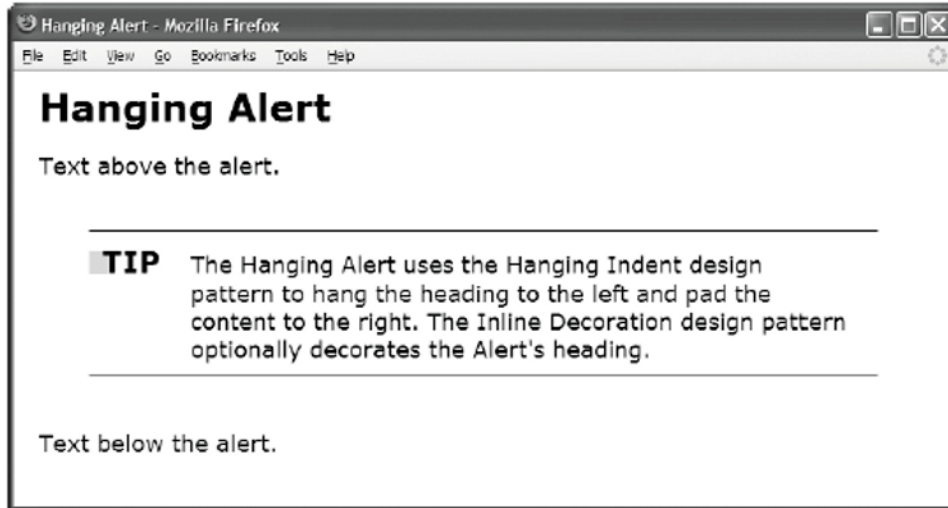 Hanging Alert - Mozilla Firefox
File Edit View Go Bookmarks Tools Help
Hanging Alert
Text above the alert.
TIP The Hanging Alert uses the Hanging Indent design
pattern to hang the heading to the left and pad the
content to the right. The Inline Decoration design pattern
optionally decorates the Alert's heading.
Text below the alert.